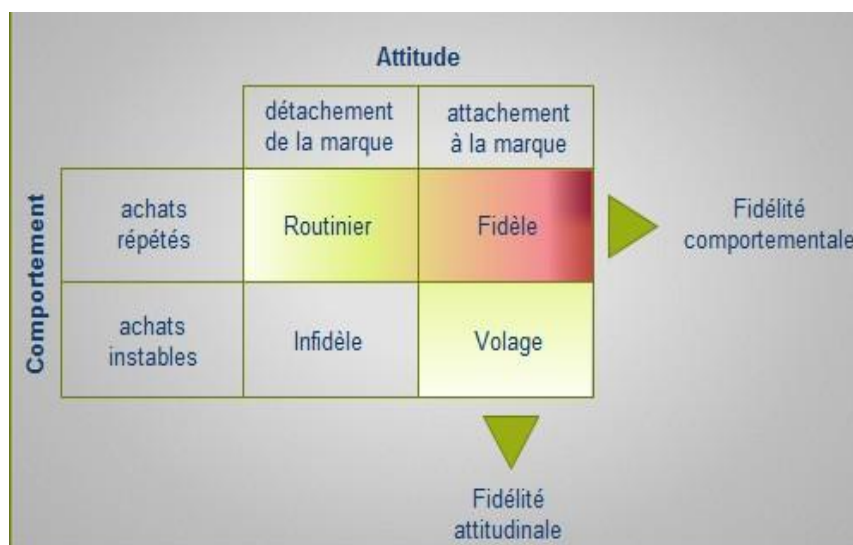 Attitude
détachement
de la marque
attachement
à la marque
Comportement
achats
répétés
Routinier
Fidèle
Fidélité
comportementale
achats
instables
Infidèle
Volage
Fidélité
attitudinale